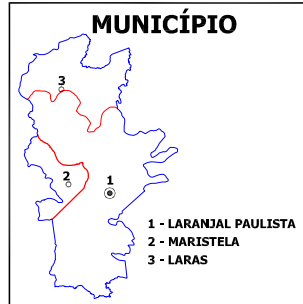 MUNICÍPIO
3
2
1
1 - LARANJAL PAULISTA
2 - MARISTELA
3 - LARAS